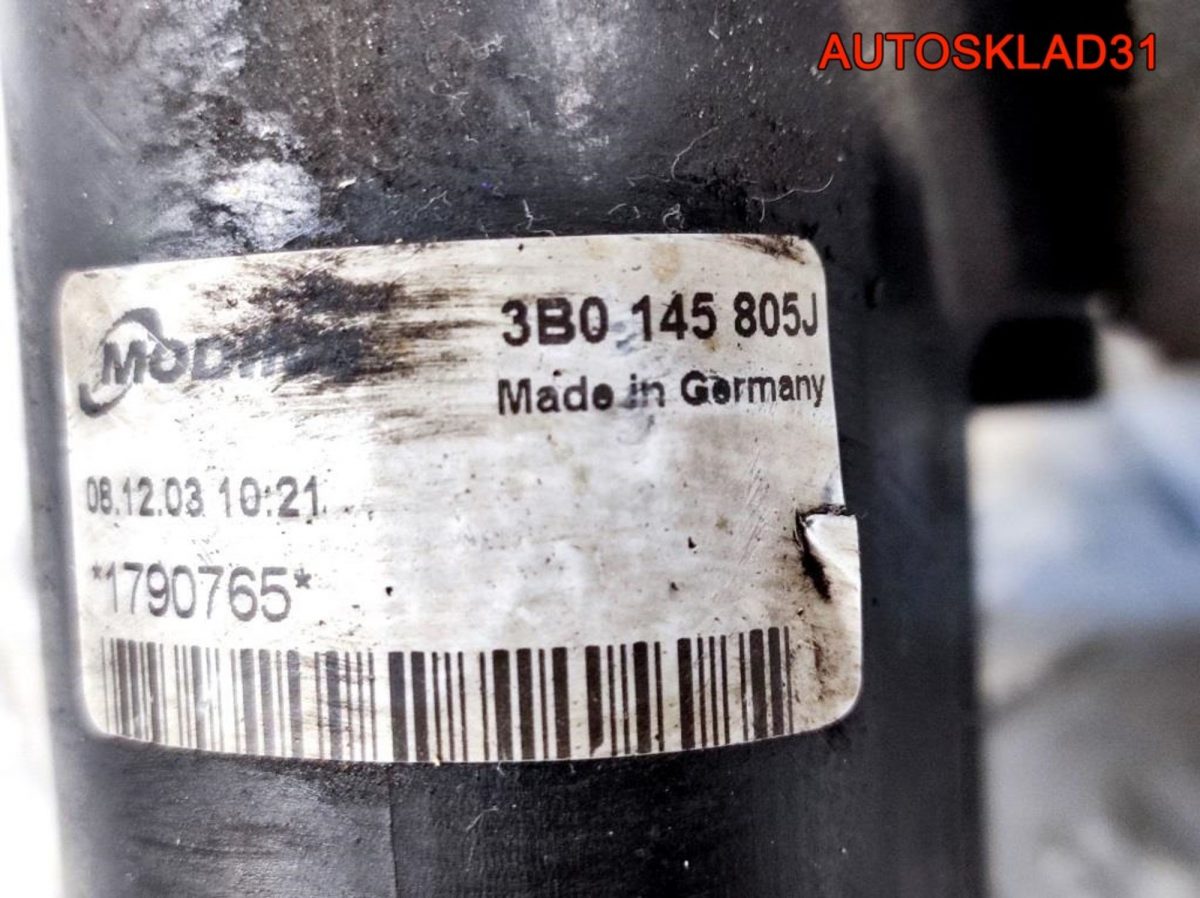 AUTOSKLAD31
3B0 145 805J
Made in Germany
08.12.03 10:21
*1790765*